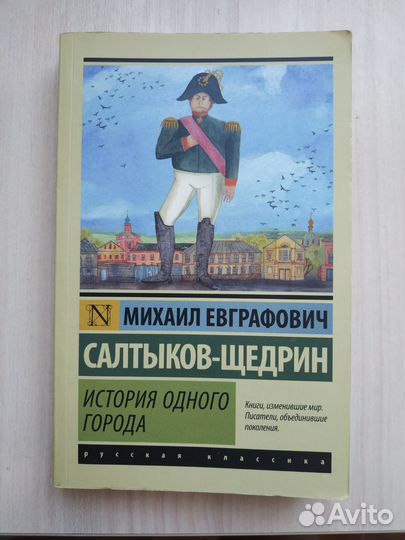 N
МИХАИЛ ЕВГРАФОВИЧ
САЛТЫКОВ-ЩЕДРИН
ИСТОРИЯ ОДНОГО
ГОРОДА
Книги, изменившие мир.
Писатели, объединившие
поколения.
русская классика
Avito